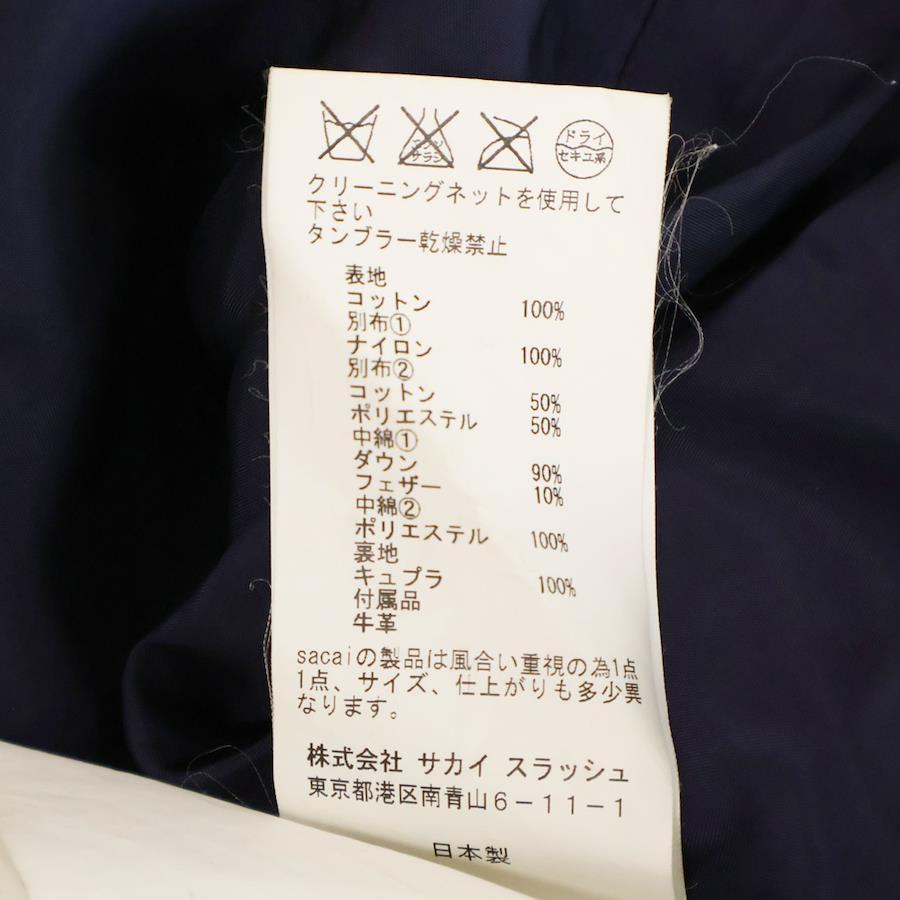 エンソ
サラシ
ドライ
セキユ系
クリーニングネットを使用して
下さい
タンブラー乾燥禁止
表地
コットン 100%
別布①
ナイロン 100%
別布②
コットン 50%
ポリエステル 50%
中綿①
ダウン 90%
フェザー 10%
中綿②
ポリエステル 100%
裏地
キュプラ 100%
付属品
牛革
sacaiの製品は風合い重視の為1点
1点、サイズ、仕上がりも多少異
なります。
株式会社 サカイ スラッシュ
東京都港区南青山6-11-1
日本製